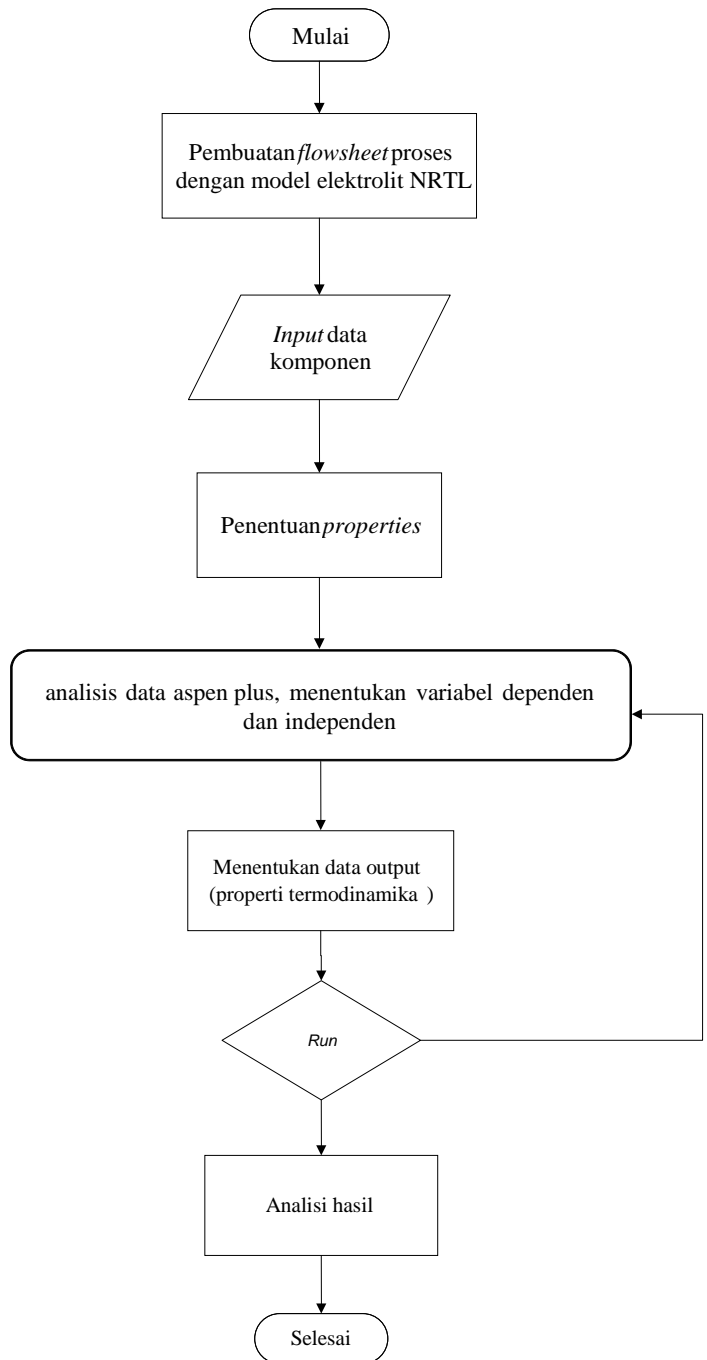 Mulai
Pembuatan flowsheet proses
dengan model elektrolit NRTL
Input data
komponen
Penentuan properties
analisis data aspen plus, menentukan variabel dependen
dan independen
Menentukan data output
(properti termodinamika )
Run
Analisi hasil
Selesai